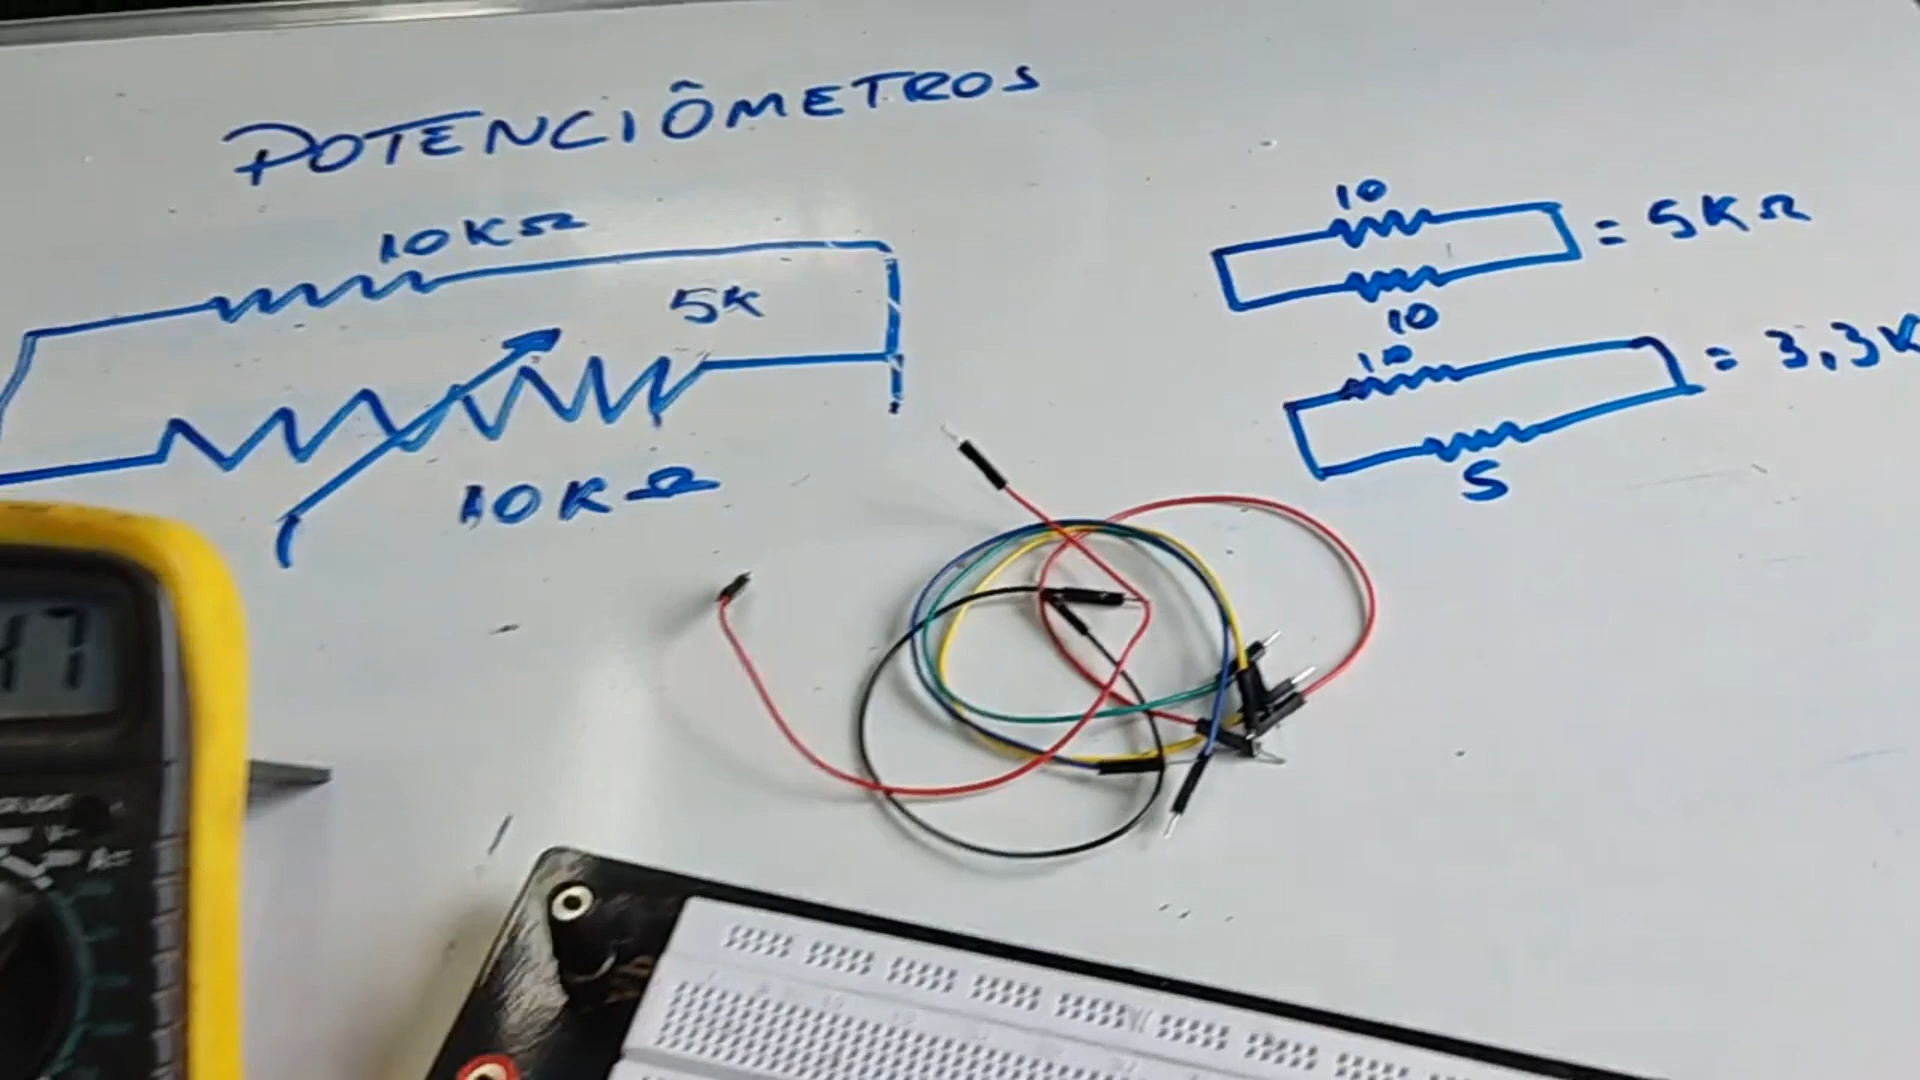 POTENCIÔMETROS
10KΩ
5K
10KΩ
10
= 5KΩ
10
10
= 3,3K
5